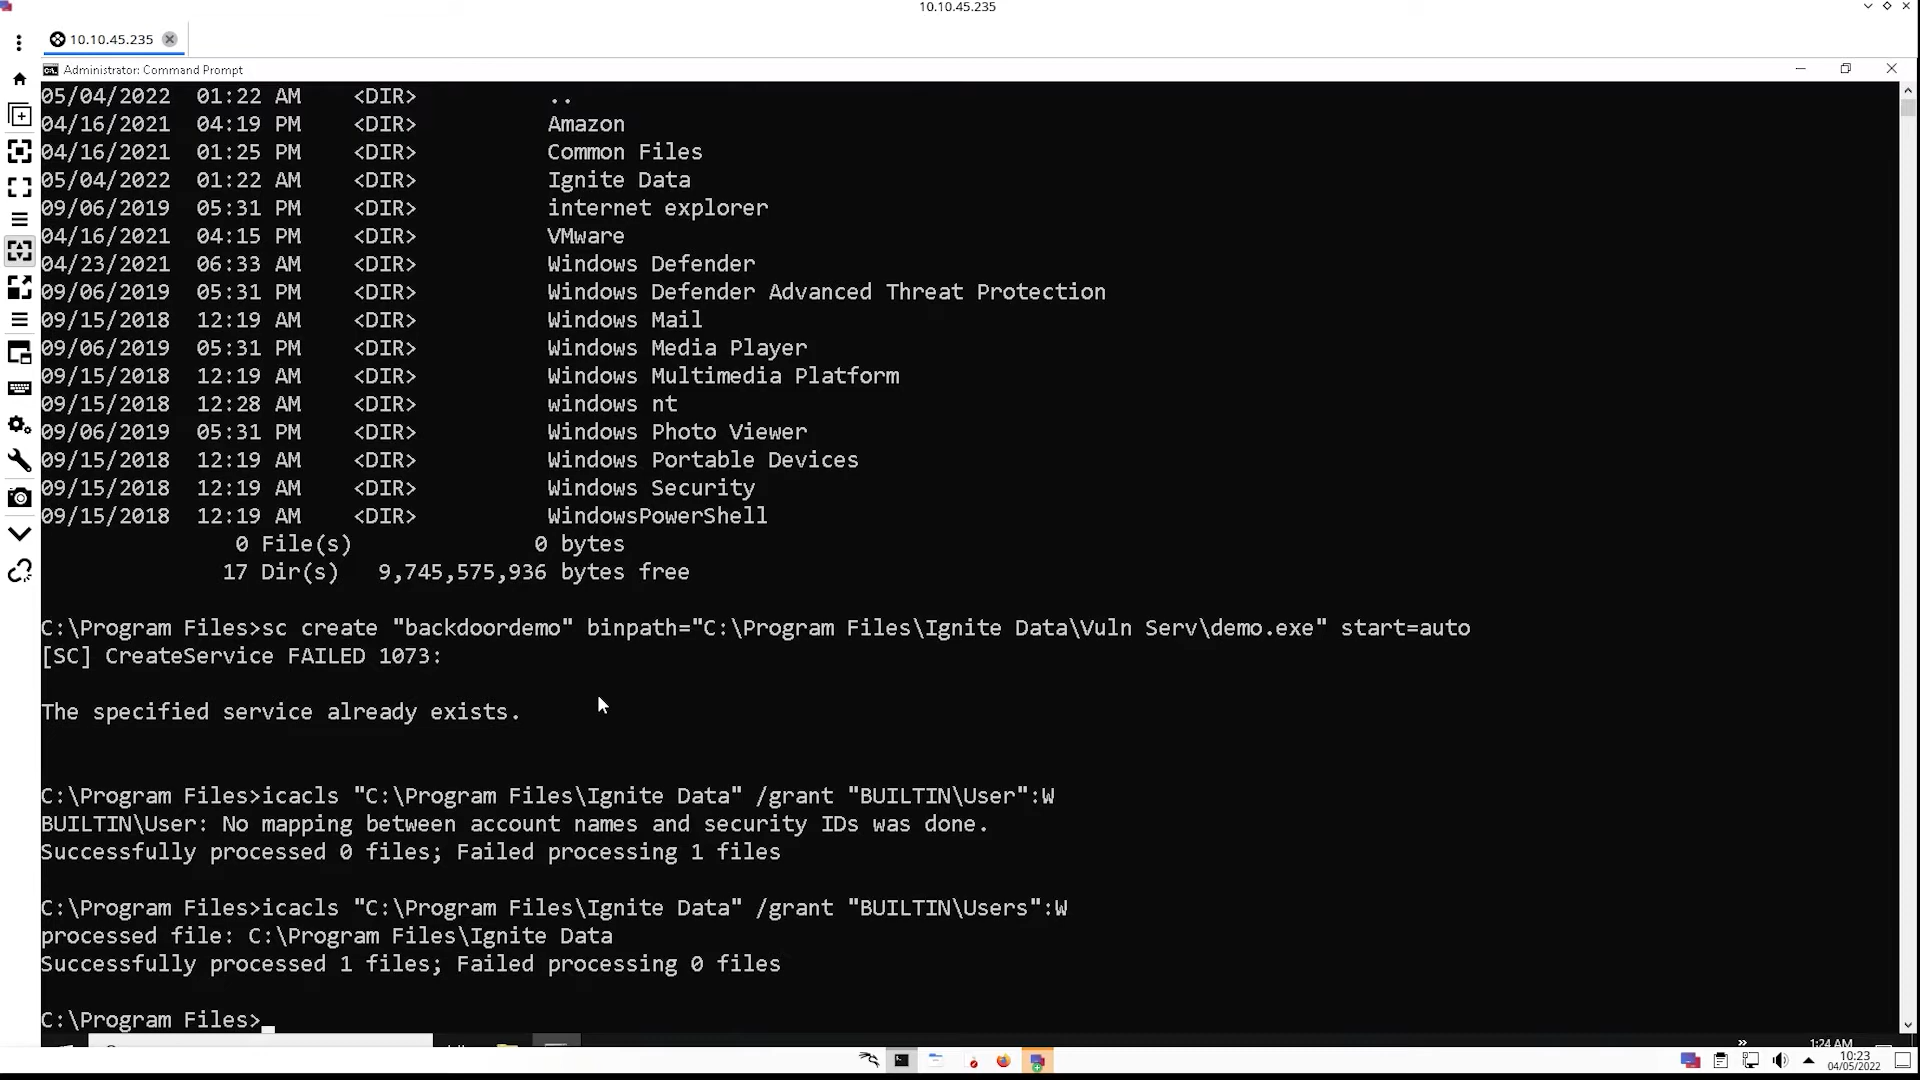 10.10.45.235
10.10.45.235
Administrator: Command Prompt
05/04/2022  01:22 AM    <DIR>          ..
04/16/2021  04:19 PM    <DIR>          Amazon
04/16/2021  01:25 PM    <DIR>          Common Files
05/04/2022  01:22 AM    <DIR>          Ignite Data
09/06/2019  05:31 PM    <DIR>          internet explorer
04/16/2021  04:15 PM    <DIR>          VMware
04/23/2021  06:33 AM    <DIR>          Windows Defender
09/06/2019  05:31 PM    <DIR>          Windows Defender Advanced Threat Protection
09/15/2018  12:19 AM    <DIR>          Windows Mail
09/06/2019  05:31 PM    <DIR>          Windows Media Player
09/15/2018  12:19 AM    <DIR>          Windows Multimedia Platform
09/15/2018  12:28 AM    <DIR>          windows nt
09/06/2019  05:31 PM    <DIR>          Windows Photo Viewer
09/15/2018  12:19 AM    <DIR>          Windows Portable Devices
09/15/2018  12:19 AM    <DIR>          Windows Security
09/15/2018  12:19 AM    <DIR>          WindowsPowerShell
0 File(s)              0 bytes
17 Dir(s)   9,745,575,936 bytes free
C:\Program Files>sc create "backdoordemo" binpath="C:\Program Files\Ignite Data\Vuln Serv\demo.exe" start=auto
[SC] CreateService FAILED 1073:
The specified service already exists.
C:\Program Files>icacls "C:\Program Files\Ignite Data" /grant "BUILTIN\User":W
BUILTIN\User: No mapping between account names and security IDs was done.
Successfully processed 0 files; Failed processing 1 files
C:\Program Files>icacls "C:\Program Files\Ignite Data" /grant "BUILTIN\Users":W
processed file: C:\Program Files\Ignite Data
Successfully processed 1 files; Failed processing 0 files
C:\Program Files>
1:24 AM
10:23
04/05/2022